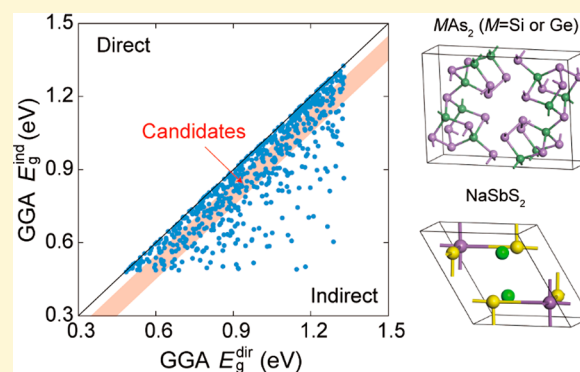 Direct
Candidates
Indirect
GGA E_g^ind (eV)
1.5
1.2
0.9
0.6
0.3
0.3 0.6 0.9 1.2 1.5
GGA E_g^dir (eV)
MAs₂ (M=Si or Ge)
NaSbS₂